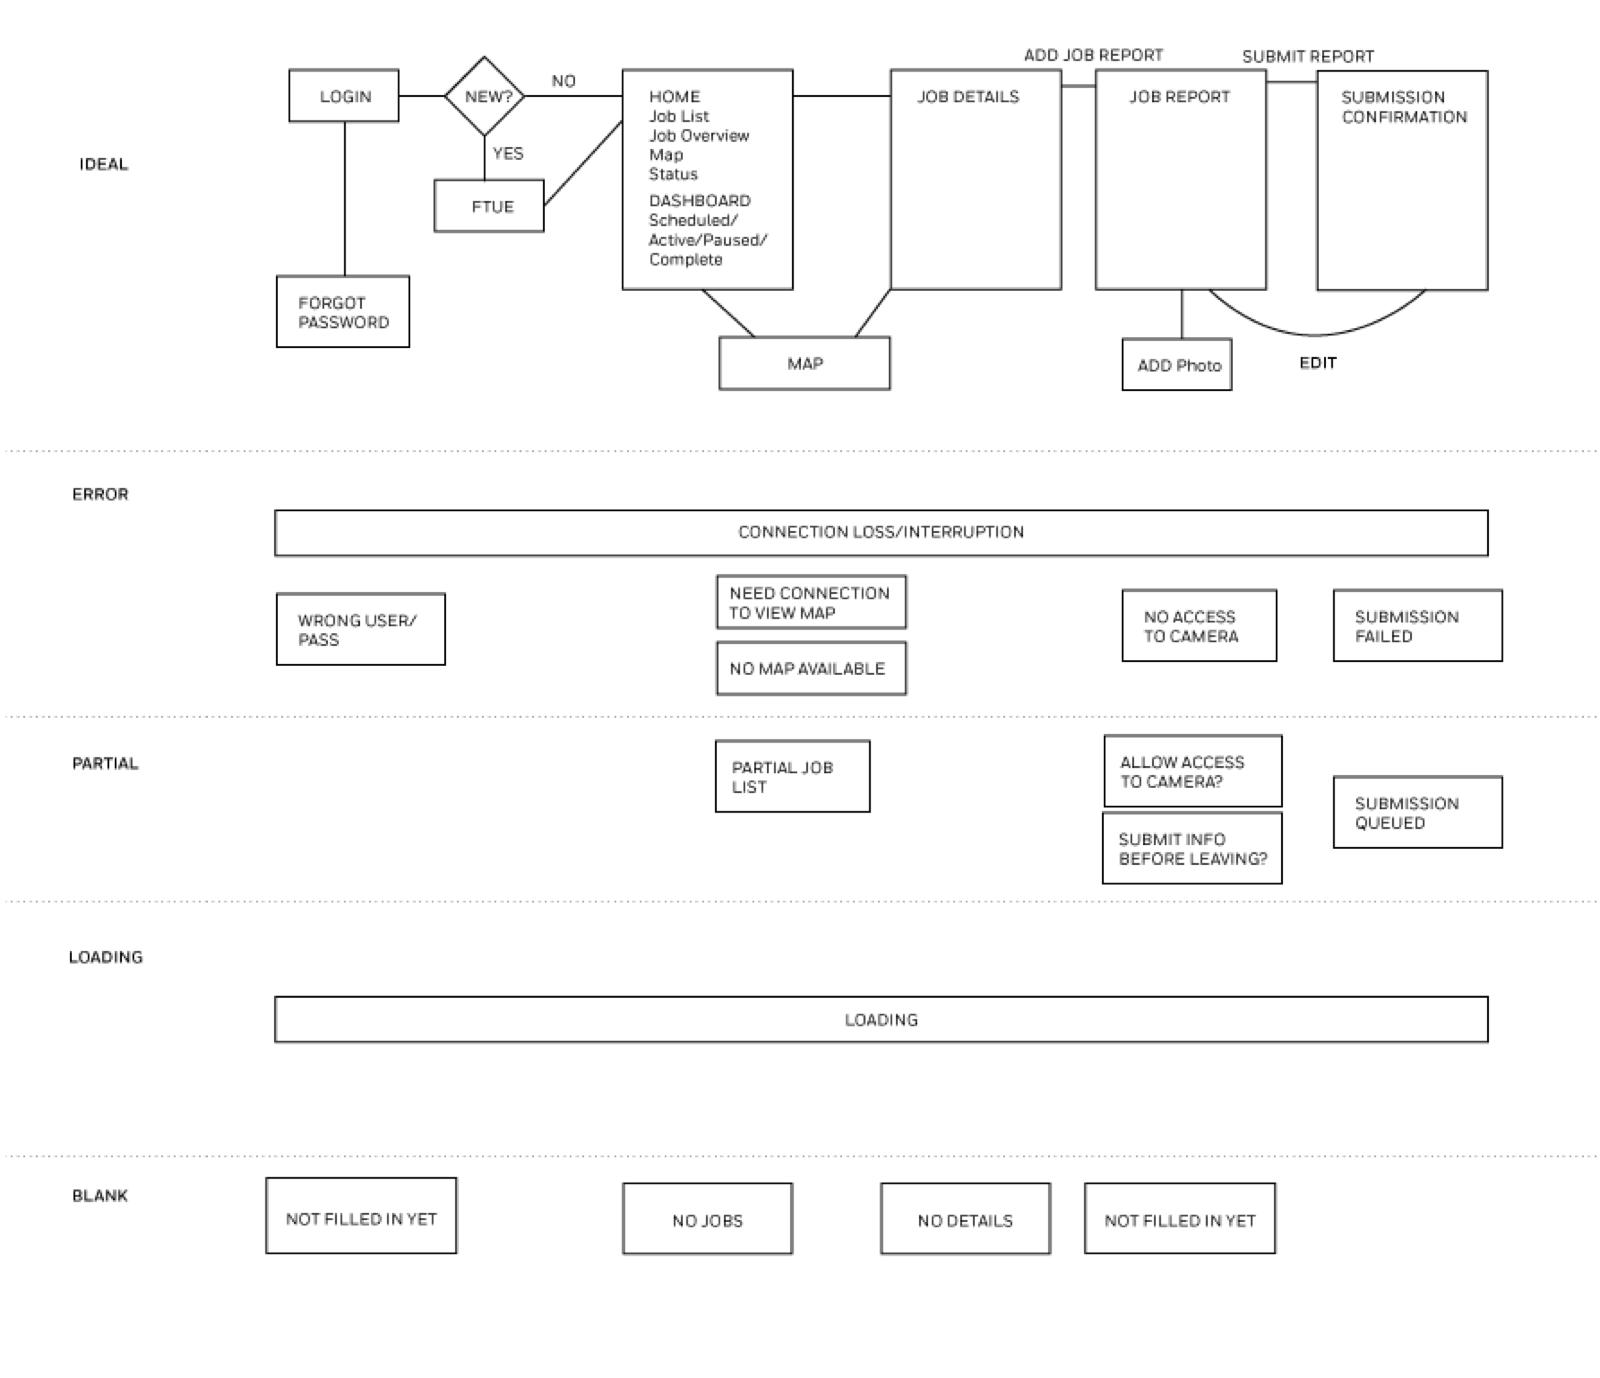 ADD JOB REPORT
SUBMIT REPORT
LOGIN
NEW?
NO
YES
FTUE
FORGOT
PASSWORD
HOME
Job List
Job Overview
Map
Status
DASHBOARD
Scheduled/
Active/Paused/
Complete
JOB DETAILS
JOB REPORT
SUBMISSION
CONFIRMATION
IDEAL
MAP
ADD Photo
EDIT
ERROR
CONNECTION LOSS/INTERRUPTION
WRONG USER/
PASS
NEED CONNECTION
TO VIEW MAP
NO MAP AVAILABLE
NO ACCESS
TO CAMERA
SUBMISSION
FAILED
PARTIAL
PARTIAL JOB
LIST
ALLOW ACCESS
TO CAMERA?
SUBMIT INFO
BEFORE LEAVING?
SUBMISSION
QUEUED
LOADING
LOADING
BLANK
NOT FILLED IN YET
NO JOBS
NO DETAILS
NOT FILLED IN YET